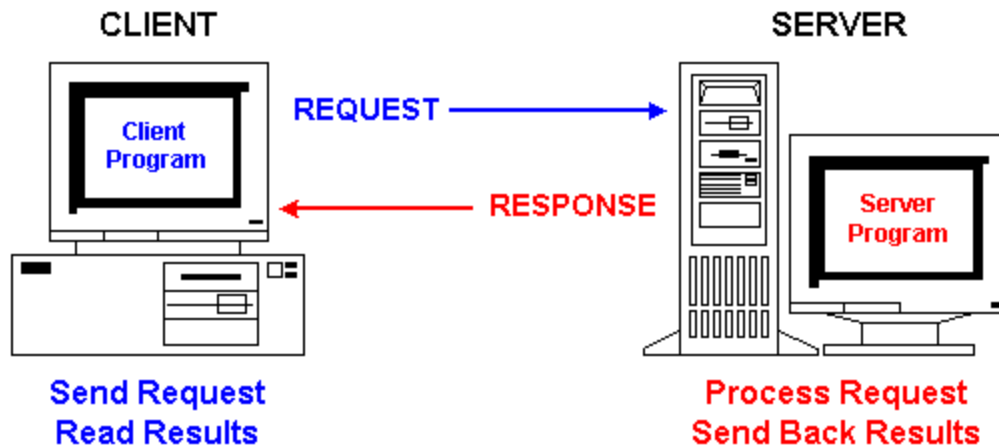 CLIENT
SERVER
REQUEST
Client
Program
RESPONSE
Server
Program
Send Request
Read Results
Process Request
Send Back Results